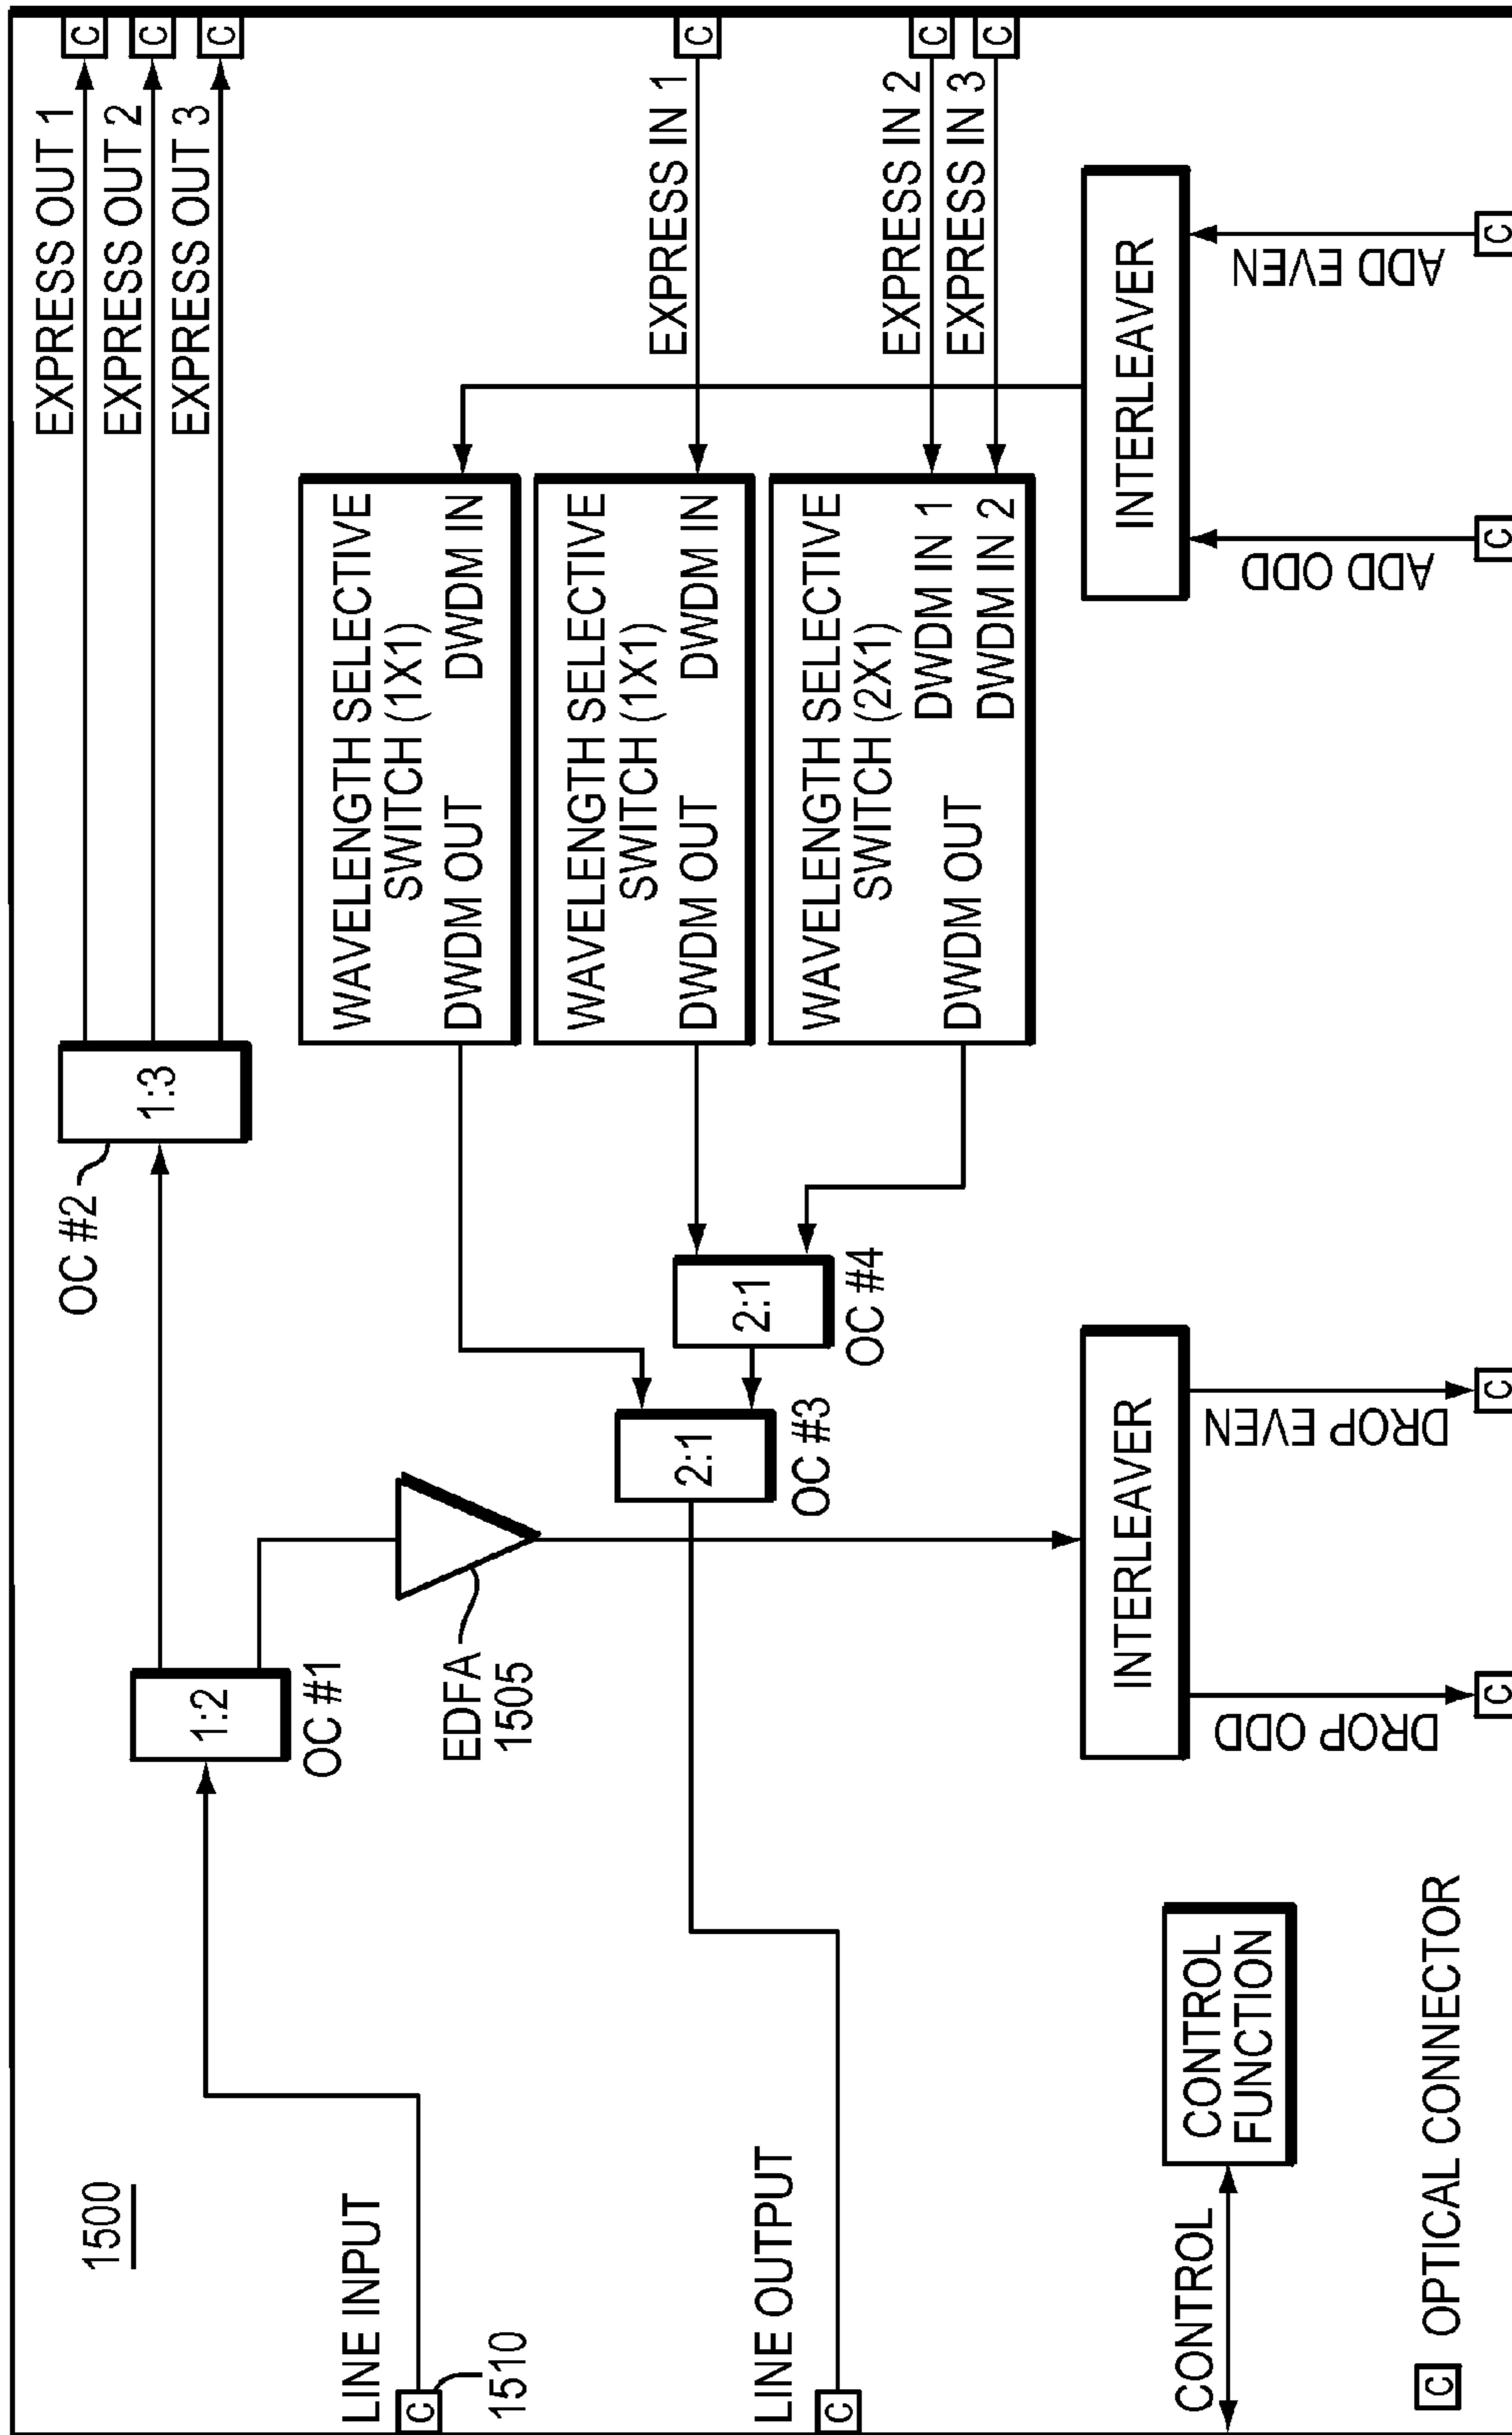 1500
LINE INPUT
C
1510
LINE OUTPUT
C
CONTROL
CONTROL
FUNCTION
C OPTICAL CONNECTOR
1:2
OC #1
EDFA
1505
OC #2
1:3
EXPRESS OUT 1
C
EXPRESS OUT 2
C
EXPRESS OUT 3
C
WAVELENGTH SELECTIVE
SWITCH (1X1)
DWDM OUT DWDM IN
WAVELENGTH SELECTIVE
SWITCH (1X1)
DWDM OUT DWDM IN
EXPRESS IN 1
C
WAVELENGTH SELECTIVE
SWITCH (2X1)
DWDM OUT DWDM IN 1
DWDM IN 2
EXPRESS IN 2
C
EXPRESS IN 3
C
2:1
OC #3
2:1
OC #4
INTERLEAVER
DROP ODD
C
DROP EVEN
C
INTERLEAVER
ADD ODD
C
ADD EVEN
C